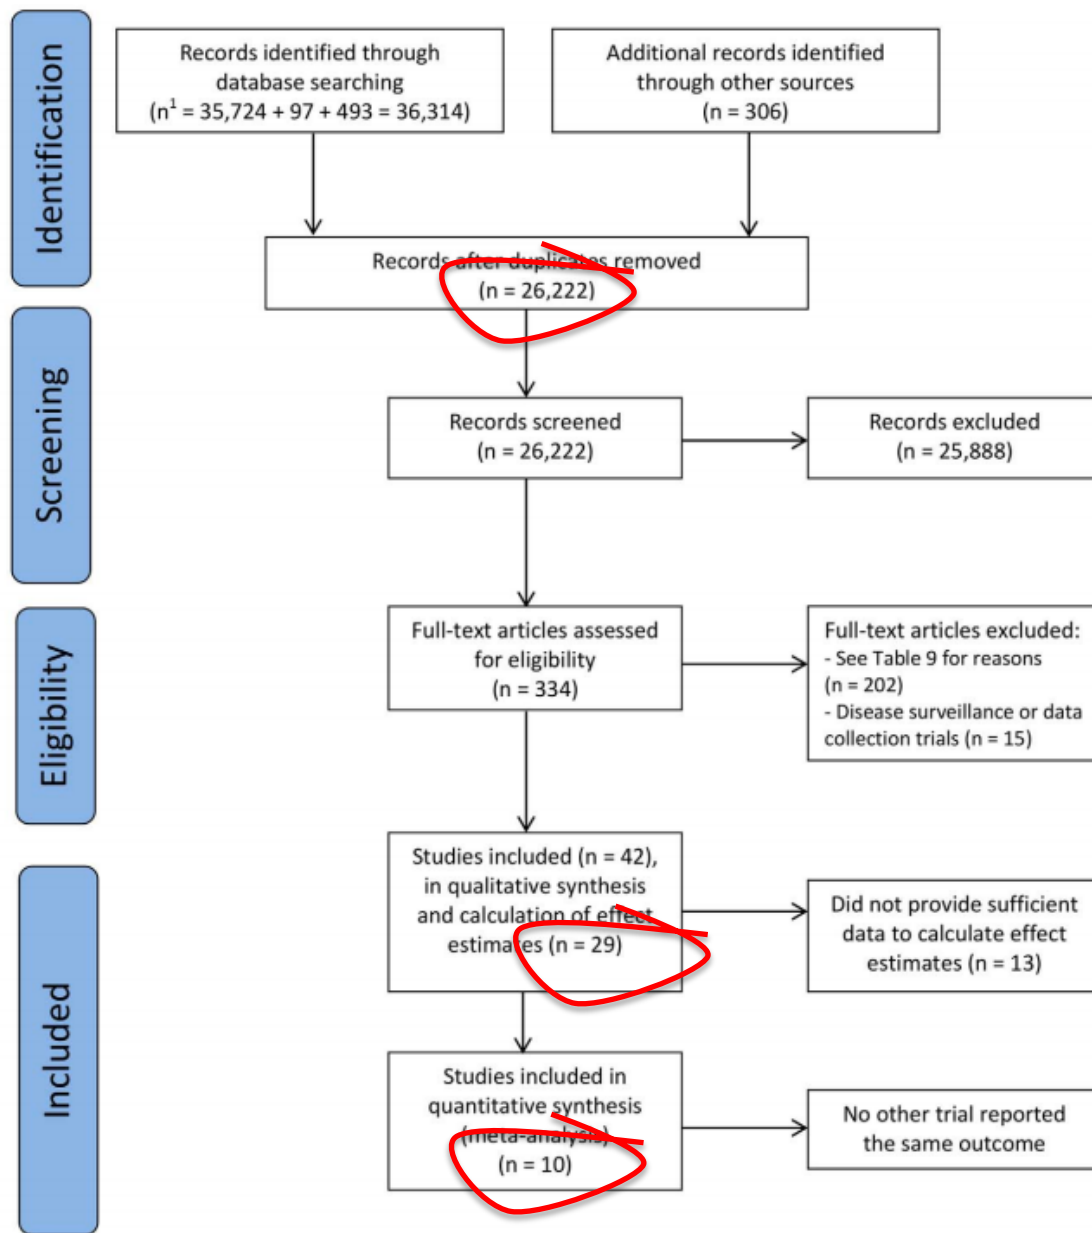 Identification
Records identified through
database searching
(n¹ = 35,724 + 97 + 493 = 36,314)
Additional records identified
through other sources
(n = 306)
Records after duplicates removed
(n = 26,222)
Screening
Records screened
(n = 26,222)
Records excluded
(n = 25,888)
Eligibility
Full-text articles assessed
for eligibility
(n = 334)
Full-text articles excluded:
- See Table 9 for reasons
(n = 202)
- Disease surveillance or data
collection trials (n = 15)
Included
Studies included (n = 42),
in qualitative synthesis
and calculation of effect
estimates (n = 29)
Did not provide sufficient
data to calculate effect
estimates (n = 13)
Studies included in
quantitative synthesis
(meta-analysis)
(n = 10)
No other trial reported
the same outcome